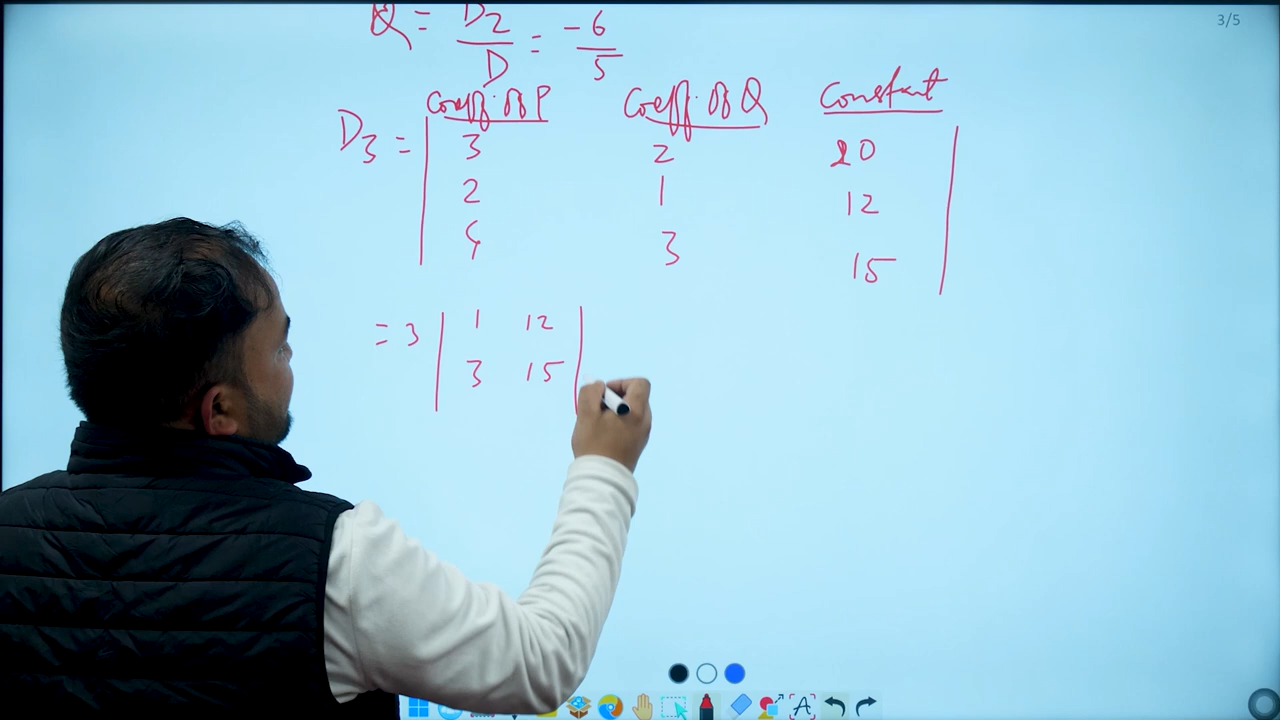 3/5
Q = D2/D = -6/5
Coeff. of P Coeff. of Q Constant
D3 = | 3 2 20 |
| 2 1 12 |
| 4 3 15 |
= 3 | 1 12 |
| 3 15 |
A